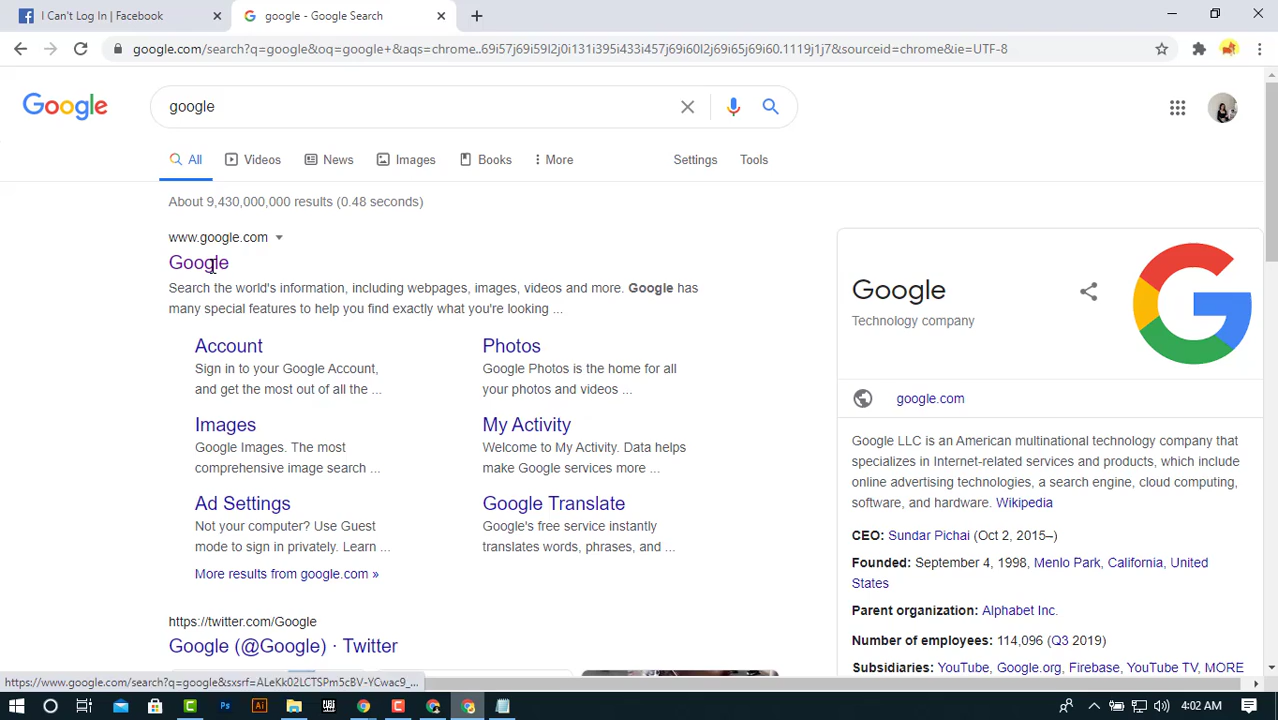 I Can't Log In | Facebook
google - Google Search
google.com/search?q=google&oq=google+&aqs=chrome..69i57j69i59l2j0i131i395i433i457j69i60l2j69i65j69i60.1119j1j7&sourceid=chrome&ie=UTF-8
Google
google
All
Videos
News
Images
Books
More
Settings
Tools
About 9,430,000,000 results (0.48 seconds)
www.google.com
Google
Search the world's information, including webpages, images, videos and more. Google has
many special features to help you find exactly what you're looking ...
Account
Sign in to your Google Account,
and get the most out of all the ...
Photos
Google Photos is the home for all
your photos and videos ...
Images
Google Images. The most
comprehensive image search ...
My Activity
Welcome to My Activity. Data helps
make Google services more ...
Ad Settings
Not your computer? Use Guest
mode to sign in privately. Learn ...
Google Translate
Google's free service instantly
translates words, phrases, and ...
More results from google.com »
https://twitter.com/Google
Google (@Google) · Twitter
Google
Technology company
google.com
Google LLC is an American multinational technology company that
specializes in Internet-related services and products, which include
online advertising technologies, a search engine, cloud computing,
software, and hardware. Wikipedia
CEO: Sundar Pichai (Oct 2, 2015–)
Founded: September 4, 1998, Menlo Park, California, United
States
Parent organization: Alphabet Inc.
Number of employees: 114,096 (Q3 2019)
Subsidiaries: YouTube, Google.org, Firebase, YouTube TV, MORE
https://www.google.com/search?q=google&sxsrf=ALeKk02LCTSPm5cBV-YCwac9_...
4:02 AM